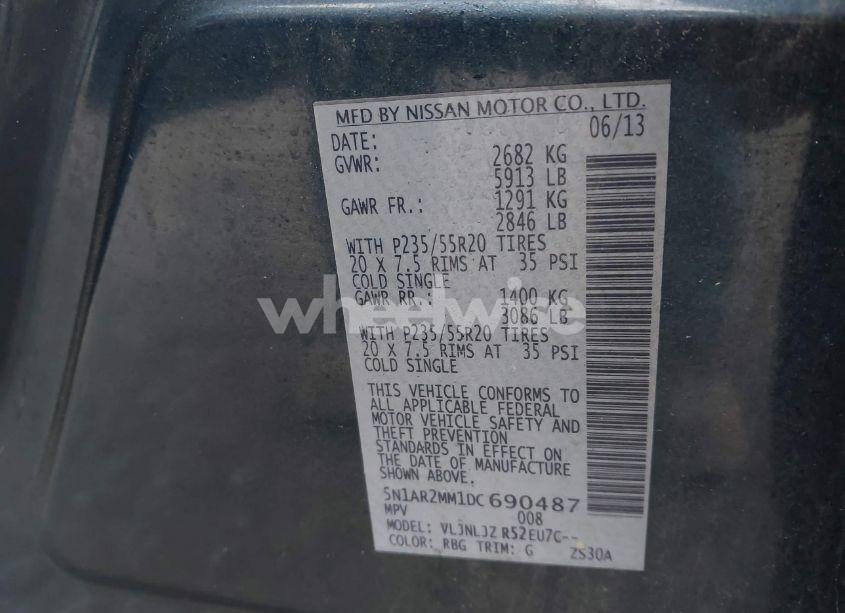 MFD BY NISSAN MOTOR CO., LTD.
DATE: 06/13
GVWR: 2682 KG
5913 LB
GAWR FR.: 1291 KG
2846 LB
WITH P235/55R20 TIRES
20 X 7.5 RIMS AT 35 PSI
COLD SINGLE
GAWR RR.: 1400 KG
3086 LB
WITH P235/55R20 TIRES
20 X 7.5 RIMS AT 35 PSI
COLD SINGLE
THIS VEHICLE CONFORMS TO
ALL APPLICABLE FEDERAL
MOTOR VEHICLE SAFETY AND
THEFT PREVENTION
STANDARDS IN EFFECT ON
THE DATE OF MANUFACTURE
SHOWN ABOVE.
5N1AR2MM1DC690487
MPV 008
MODEL: VLJNLJZ R52EU7C--
COLOR: RBG TRIM: G ZS30A
wheelwise